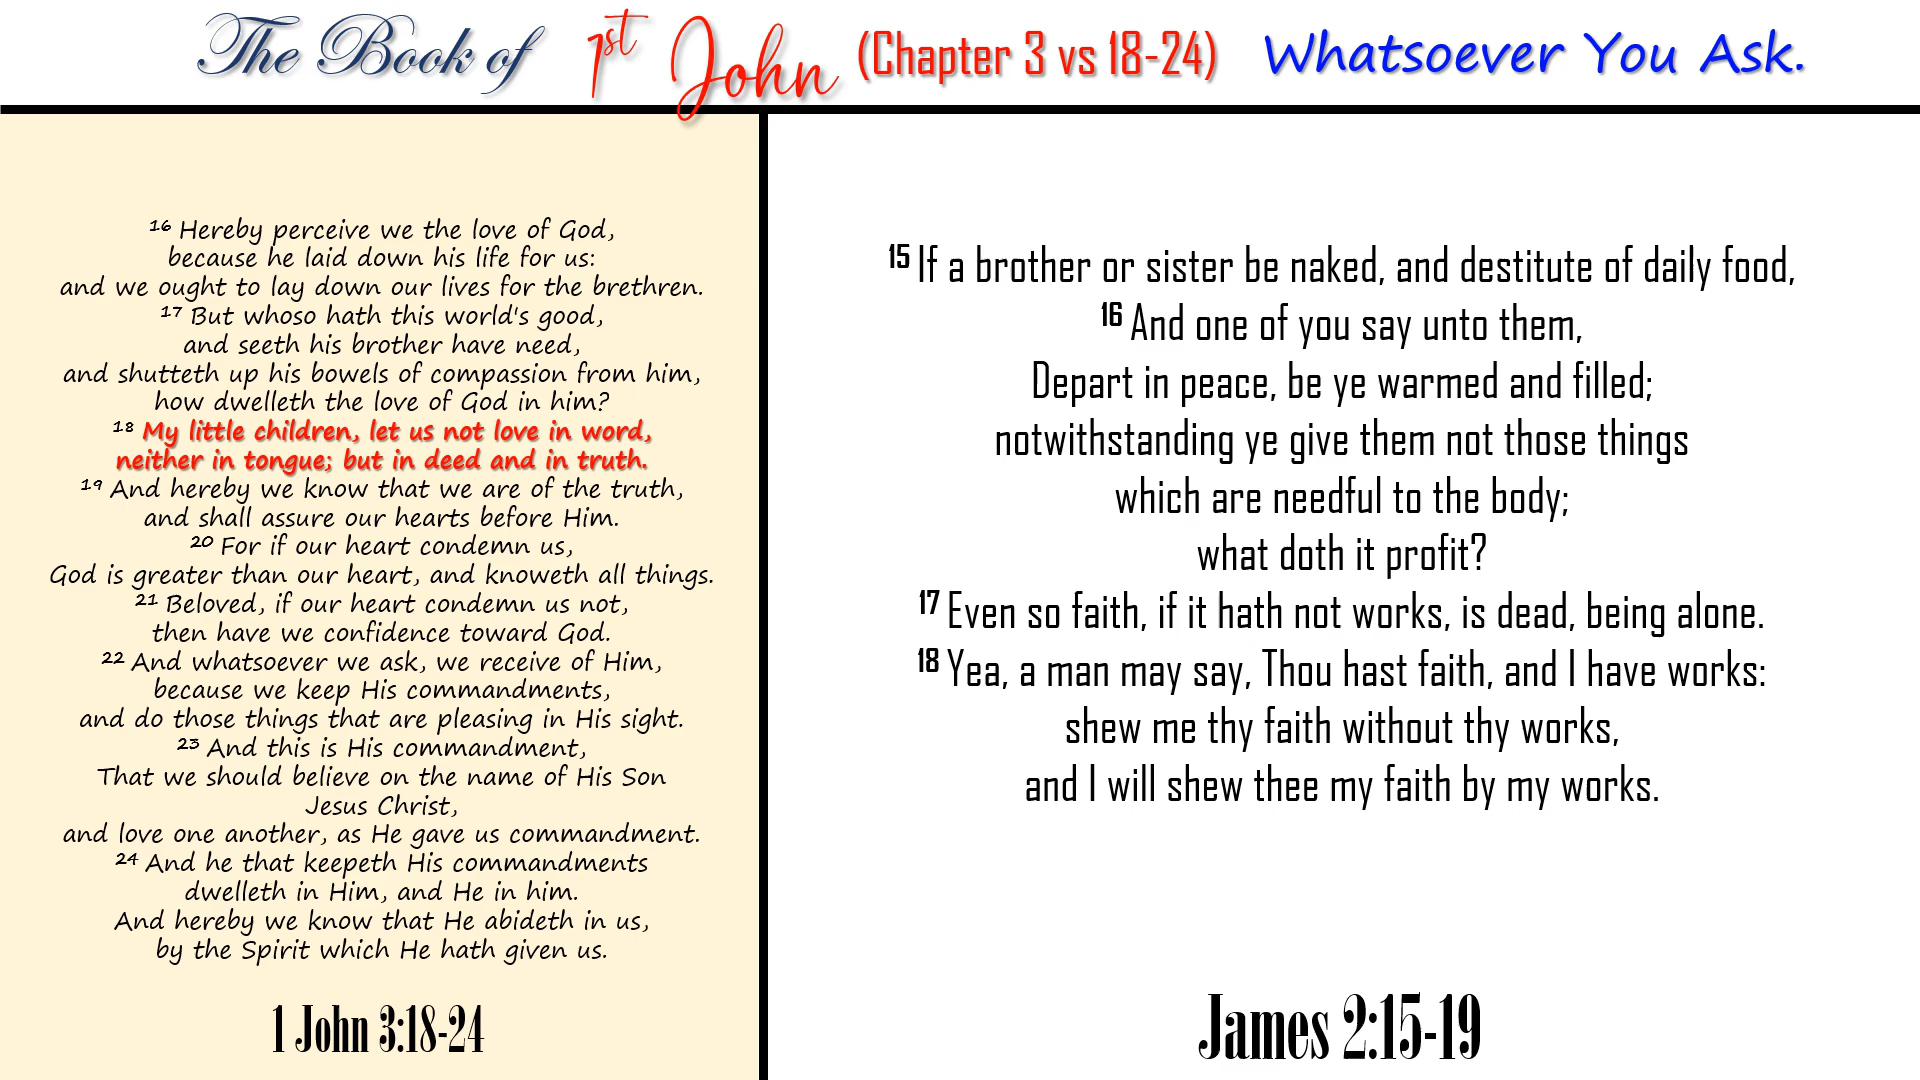 The Book of 1st John (Chapter 3 vs 18-24) Whatsoever You Ask.
16 Hereby perceive we the love of God,
because he laid down his life for us:
and we ought to lay down our lives for the brethren.
17 But whoso hath this world's good,
and seeth his brother have need,
and shutteth up his bowels of compassion from him,
how dwelleth the love of God in him?
18 My little children, let us not love in word,
neither in tongue; but in deed and in truth.
19 And hereby we know that we are of the truth,
and shall assure our hearts before Him.
20 For if our heart condemn us,
God is greater than our heart, and knoweth all things.
21 Beloved, if our heart condemn us not,
then have we confidence toward God.
22 And whatsoever we ask, we receive of Him,
because we keep His commandments,
and do those things that are pleasing in His sight.
23 And this is His commandment,
That we should believe on the name of His Son
Jesus Christ,
and love one another, as He gave us commandment.
24 And he that keepeth His commandments
dwelleth in Him, and He in him.
And hereby we know that He abideth in us,
by the Spirit which He hath given us.
1 John 3:18-24
15 If a brother or sister be naked, and destitute of daily food,
16 And one of you say unto them,
Depart in peace, be ye warmed and filled;
notwithstanding ye give them not those things
which are needful to the body;
what doth it profit?
17 Even so faith, if it hath not works, is dead, being alone.
18 Yea, a man may say, Thou hast faith, and I have works:
shew me thy faith without thy works,
and I will shew thee my faith by my works.
James 2:15-19